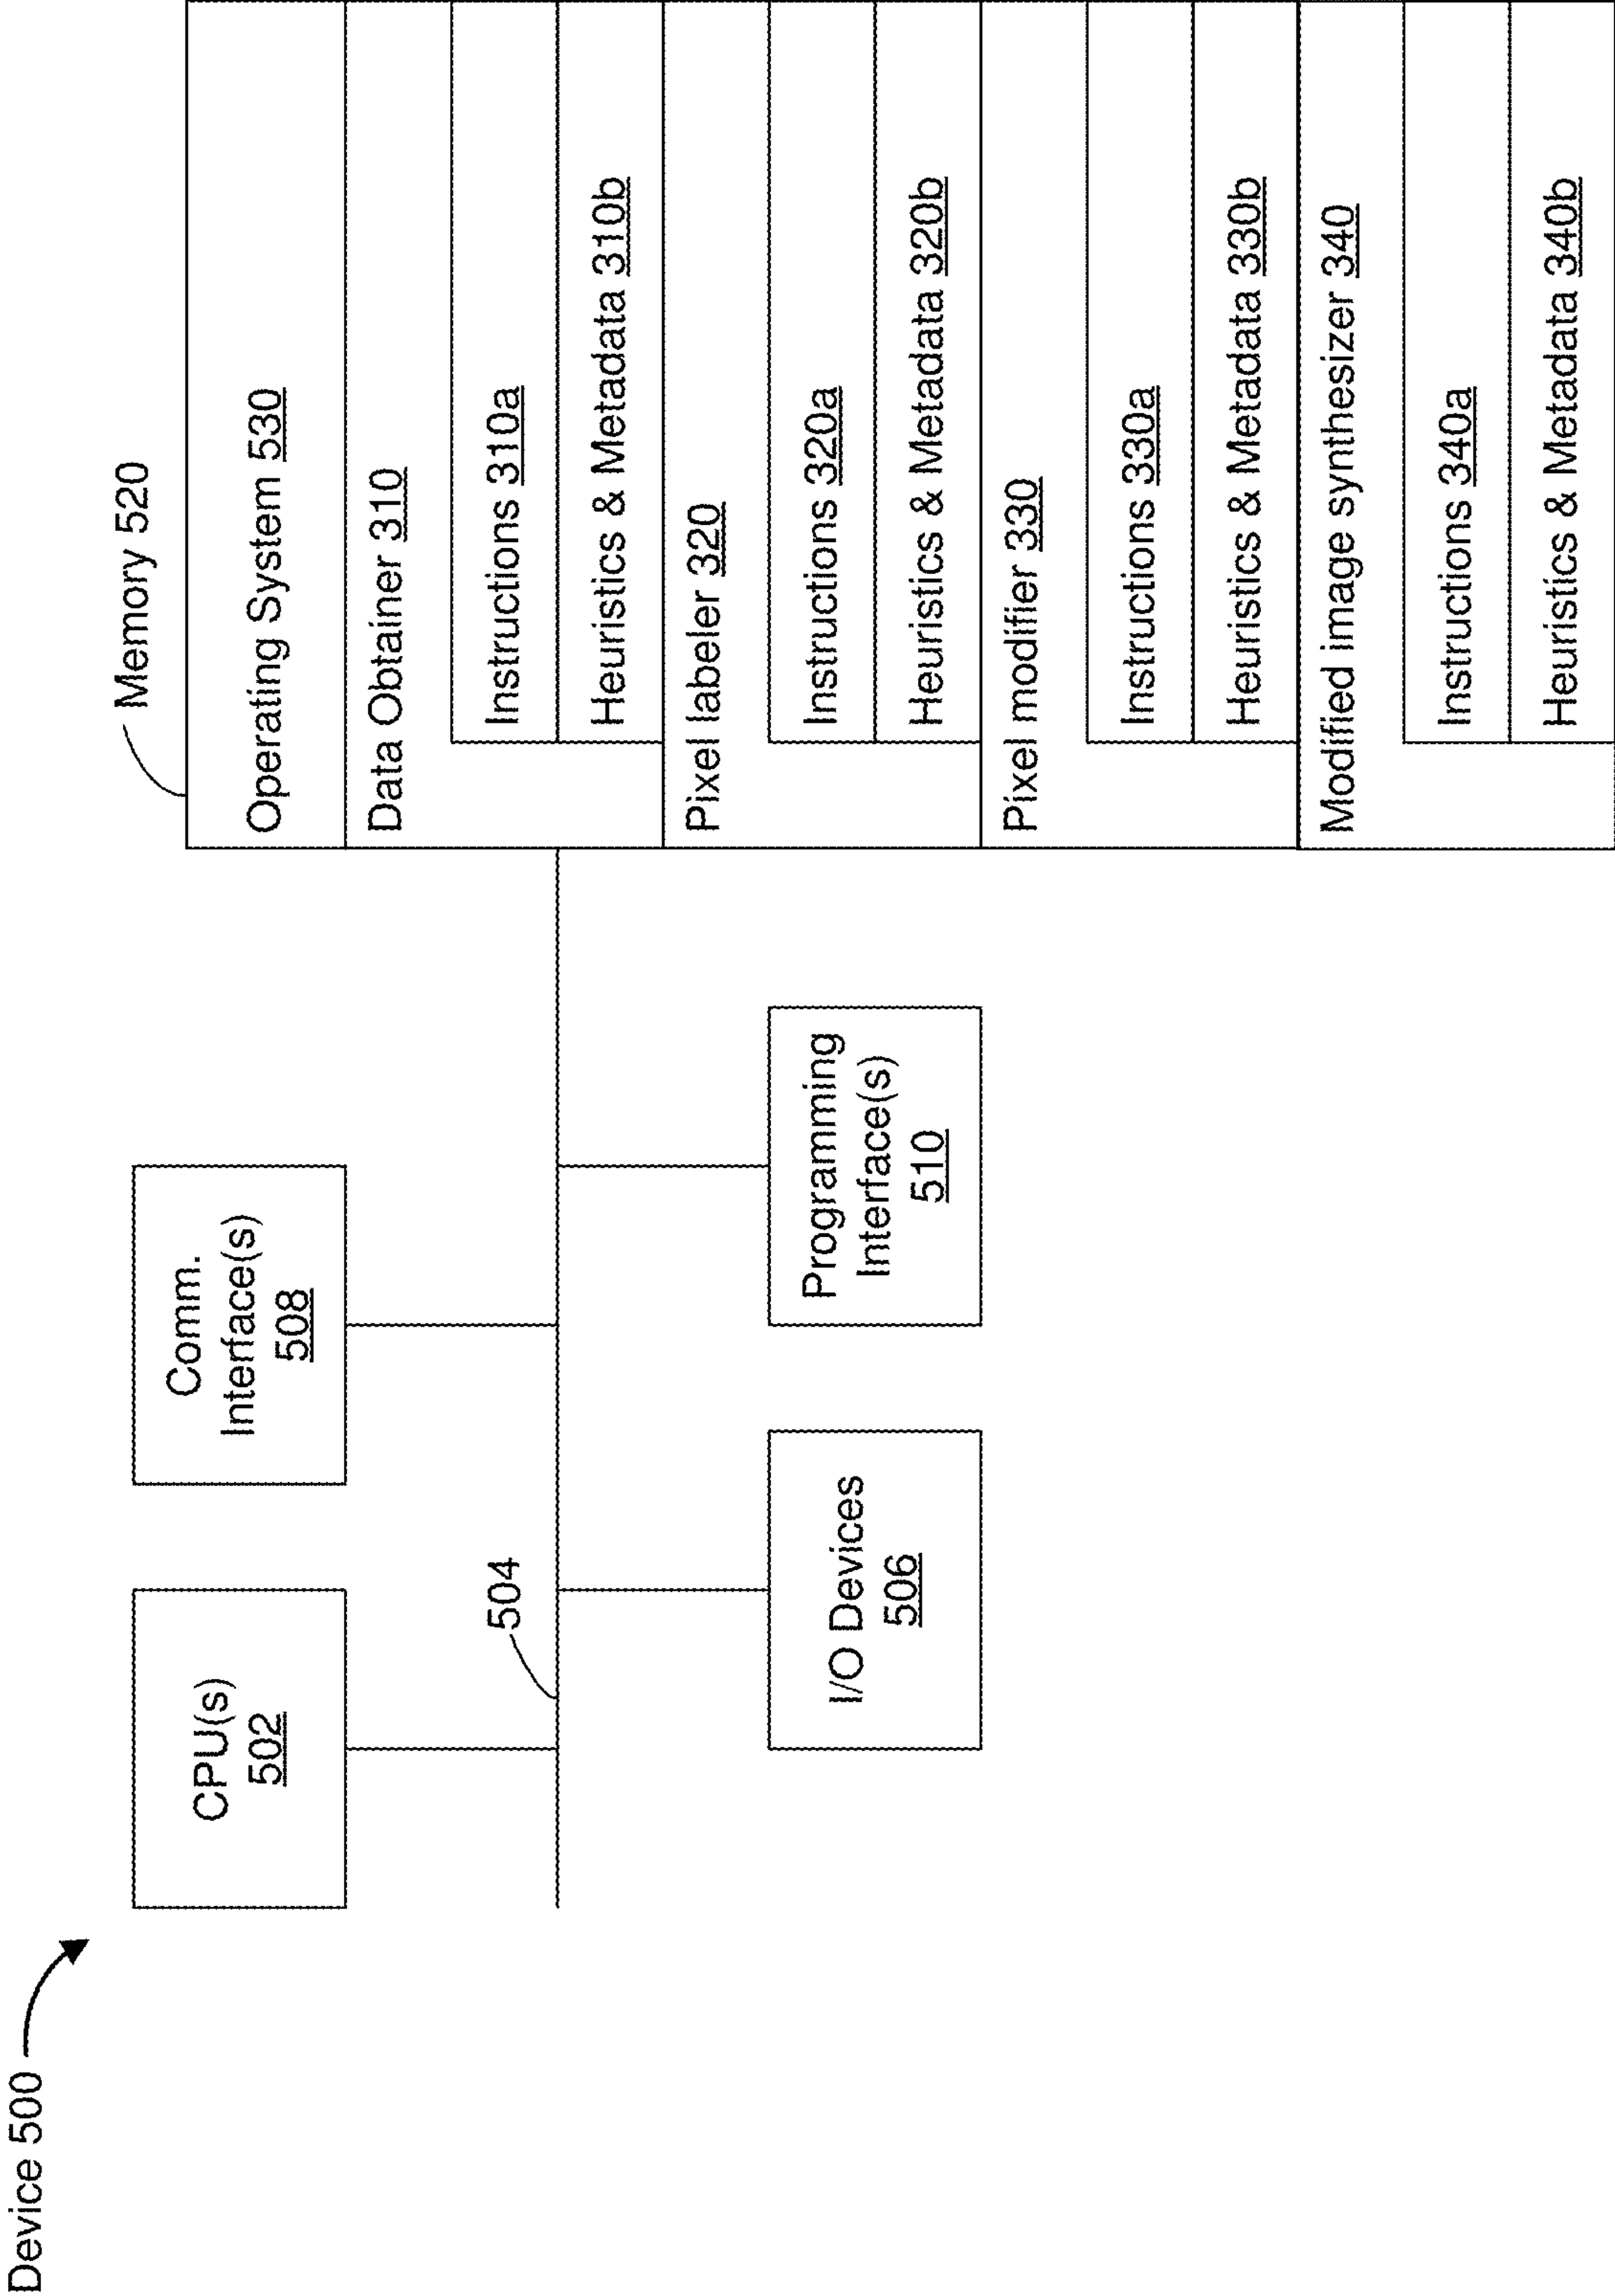 Device 500
CPU(s)
502
Comm.
Interface(s)
508
504
I/O Devices
506
Programming
Interface(s)
510
Memory 520
Operating System 530
Data Obtainer 310
Instructions 310a
Heuristics & Metadata 310b
Pixel labeler 320
Instructions 320a
Heuristics & Metadata 320b
Pixel modifier 330
Instructions 330a
Heuristics & Metadata 330b
Modified image synthesizer 340
Instructions 340a
Heuristics & Metadata 340b